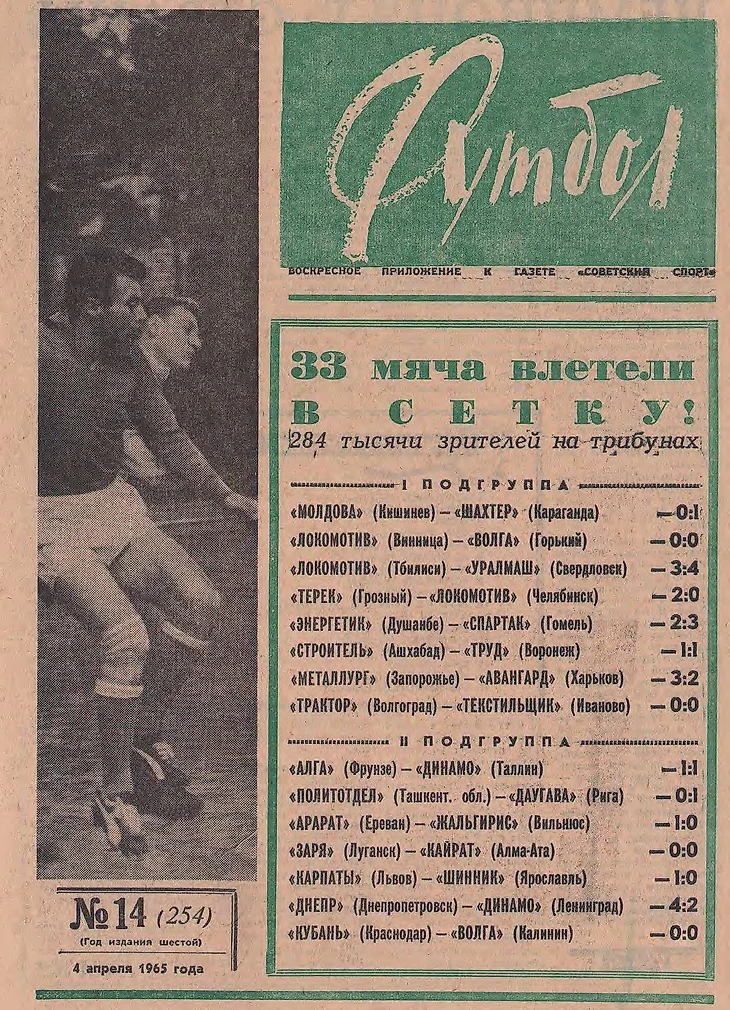 Футбол
ВОСКРЕСНОЕ ПРИЛОЖЕНИЕ К ГАЗЕТЕ «СОВЕТСКИЙ СПОРТ»
33 мяча влетели
В СЕТКУ!
284 тысячи зрителей на трибунах
I ПОДГРУППА
«МОЛДОВА» (Кишинев) — «ШАХТЕР» (Караганда) — 0:1
«ЛОКОМОТИВ» (Винница) — «ВОЛГА» (Горький) — 0:0
«ЛОКОМОТИВ» (Тбилиси) — «УРАЛМАШ» (Свердловск) — 3:4
«ТЕРЕК» (Грозный) — «ЛОКОМОТИВ» (Челябинск) — 2:0
«ЭНЕРГЕТИК» (Душанбе) — «СПАРТАК» (Гомель) — 2:3
«СТРОИТЕЛЬ» (Ашхабад) — «ТРУД» (Воронеж) — 1:1
«МЕТАЛЛУРГ» (Запорожье) — «АВАНГАРД» (Харьков) — 3:2
«ТРАКТОР» (Волгоград) — «ТЕКСТИЛЬЩИК» (Иваново) — 0:0
II ПОДГРУППА
«АЛГА» (Фрунзе) — «ДИНАМО» (Таллин) — 1:1
«ПОЛИТОТДЕЛ» (Ташкент. обл.) — «ДАУГАВА» (Рига) — 0:1
«АРАРАТ» (Ереван) — «ЖАЛЬГИРИС» (Вильнюс) — 1:0
«ЗАРЯ» (Луганск) — «КАЙРАТ» (Алма-Ата) — 0:0
«КАРПАТЫ» (Львов) — «ШИННИК» (Ярославль) — 1:0
«ДНЕПР» (Днепропетровск) — «ДИНАМО» (Ленинград) — 4:2
«КУБАНЬ» (Краснодар) — «ВОЛГА» (Калинин) — 0:0
№ 14 (254)
(Год издания шестой)
4 апреля 1965 года